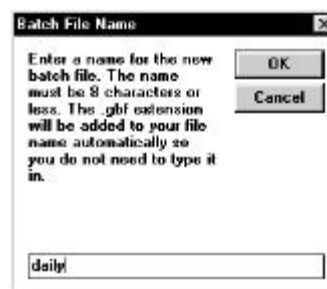 Batch File Name
Enter a name for the new
batch file. The name
must be 8 characters or
less. The .gbf extension
will be added to your file
name automatically so
you do not need to type it
in.
OK
Cancel
daily